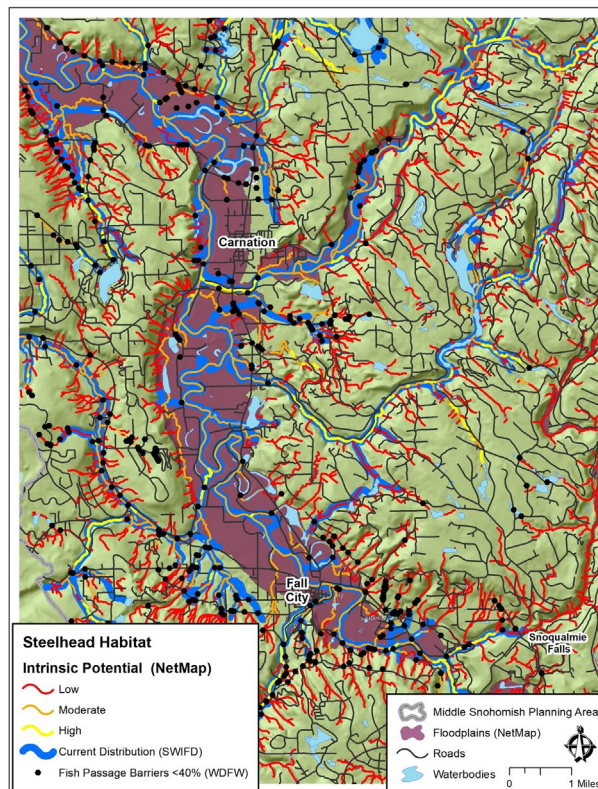 Carnation
Fall
City
Snoqualmie
Falls
Steelhead Habitat
Intrinsic Potential (NetMap)
Low
Moderate
High
Current Distribution (SWIFD)
Fish Passage Barriers <40% (WDFW)
Middle Snohomish Planning Area
Floodplains (NetMap)
Roads
Waterbodies
0 1 Miles